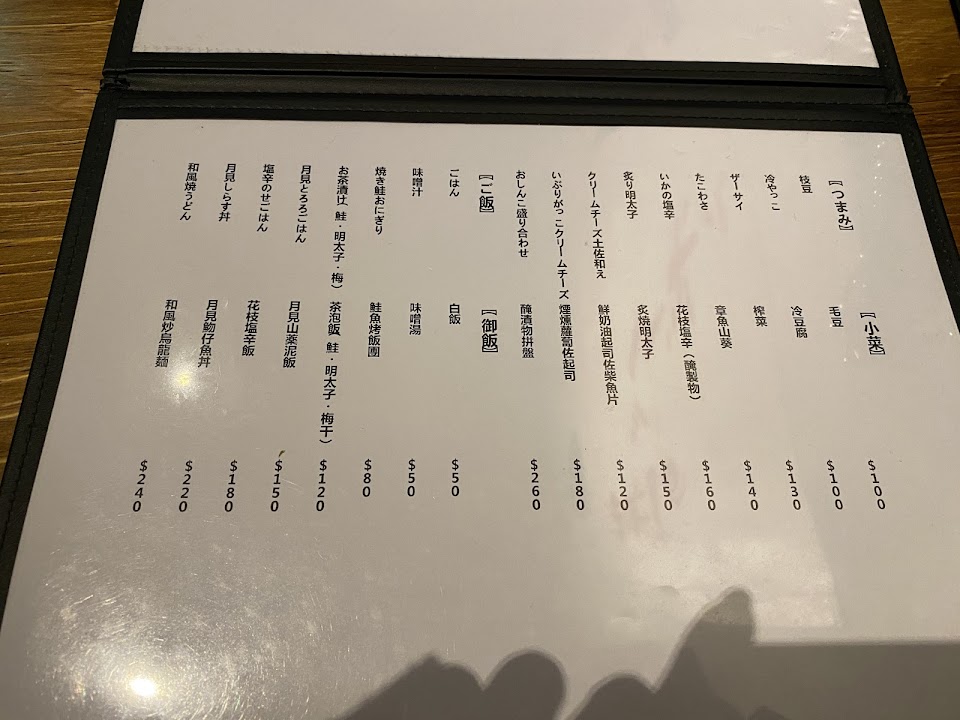 『つまみ』 『小菜』
枝豆 毛豆 $100
冷やっこ 冷豆腐 $100
ザーサイ 榨菜 $130
たこわさ 章魚山葵 $140
いかの塩辛 花枝塩辛（醃製物） $160
炙り明太子 炙燒明太子 $150
クリームチーズ土佐和え 鮮奶油起司佐柴魚片 $120
いぶりがっこクリームチーズ 煙燻蘿蔔佐起司 $180
おしんこ盛り合わせ 醃漬物拼盤 $260
『ご飯』 『御飯』
ごはん 白飯 $50
味噌汁 味噌湯 $50
焼き鮭おにぎり 鮭魚烤飯團 $80
お茶漬け 鮭・明太子・梅） 茶泡飯 鮭・明太子・梅干） $120
月見とろろごはん 月見山薬泥飯 $150
塩辛のせごはん 花枝塩辛飯 $180
月見しらす丼 月見魩仔魚丼 $220
和風焼うどん 和風炒烏龍麵 $240